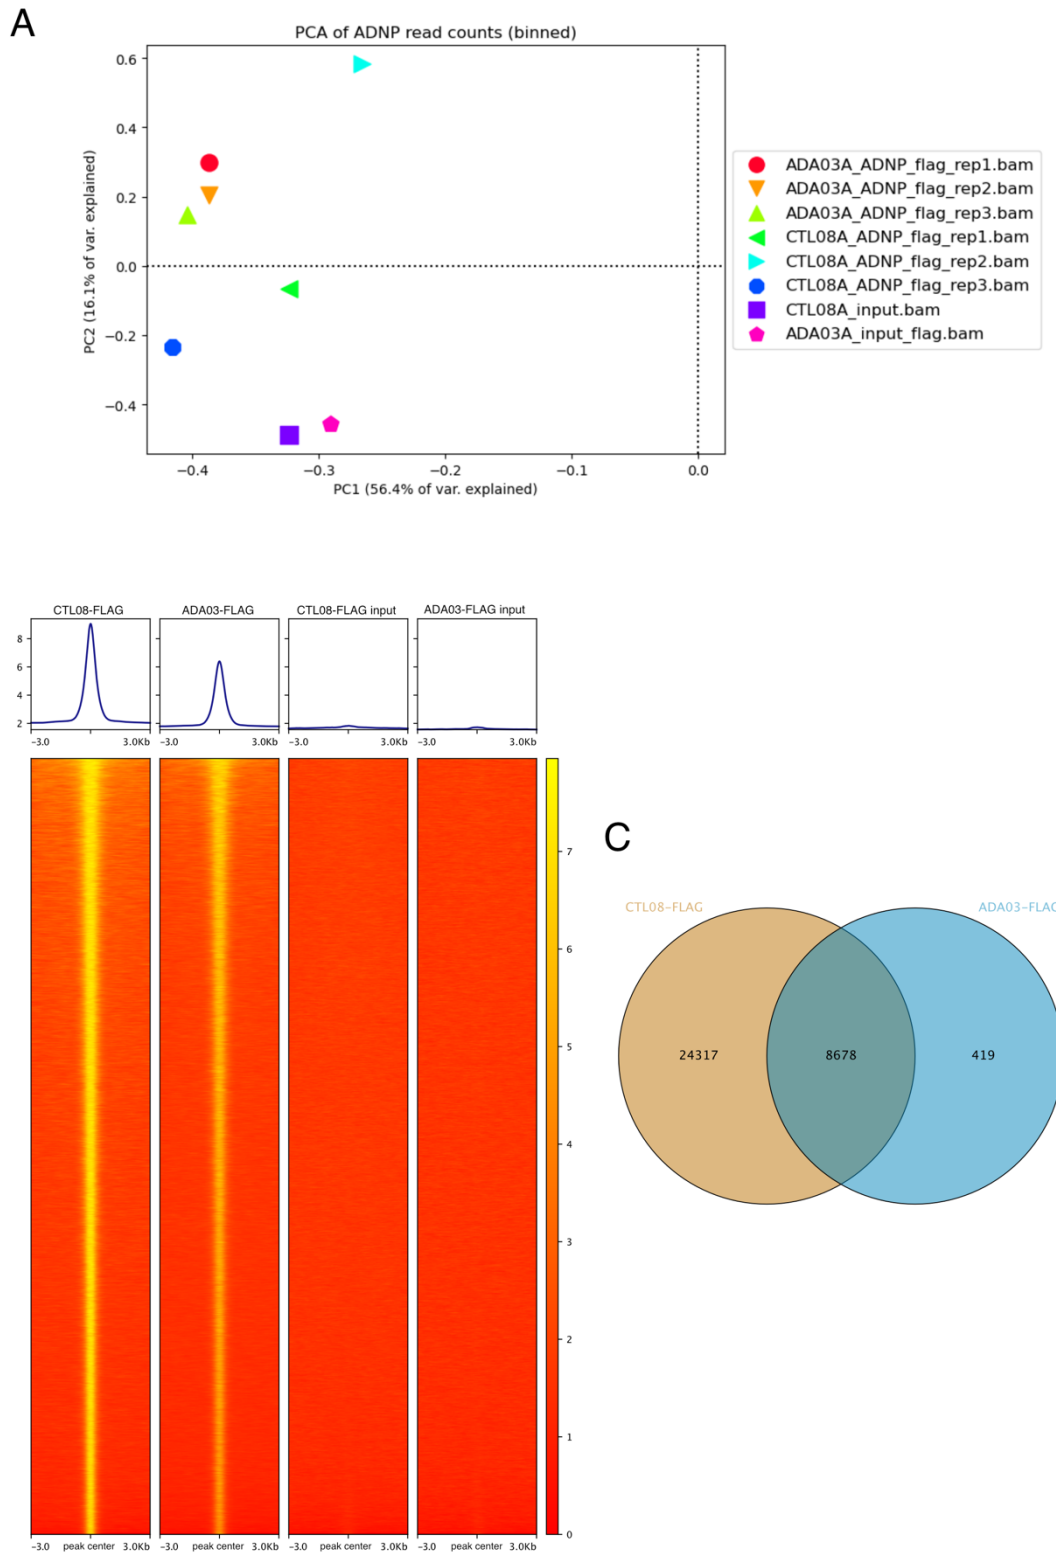 A
PCA of ADNP read counts (binned)
PC2 (16.1% of var. explained)
0.6
0.4
0.2
0.0
−0.2
−0.4
−0.4 −0.3 −0.2 −0.1 0.0
PC1 (56.4% of var. explained)
ADA03A_ADNP_flag_rep1.bam
ADA03A_ADNP_flag_rep2.bam
ADA03A_ADNP_flag_rep3.bam
CTL08A_ADNP_flag_rep1.bam
CTL08A_ADNP_flag_rep2.bam
CTL08A_ADNP_flag_rep3.bam
CTL08A_input.bam
ADA03A_input_flag.bam
CTL08-FLAG ADA03-FLAG CTL08-FLAG input ADA03-FLAG input
8
6
4
2
−3.0 3.0Kb −3.0 3.0Kb −3.0 3.0Kb −3.0 3.0Kb
7
6
5
4
3
2
1
0
−3.0 peak center 3.0Kb −3.0 peak center 3.0Kb −3.0 peak center 3.0Kb −3.0 peak center 3.0Kb
C
CTL08−FLAG ADA03−FLAG
24317 8678 419